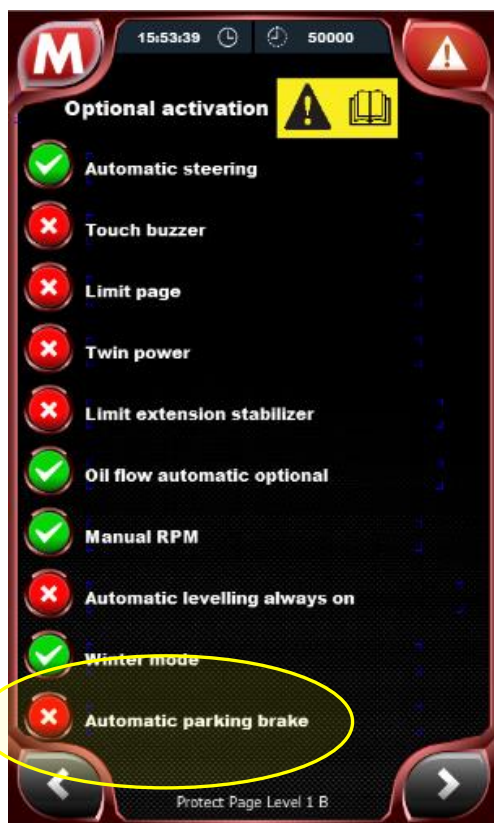 M
15:53:39 50000
Optional activation
Automatic steering
Touch buzzer
Limit page
Twin power
Limit extension stabilizer
Oil flow automatic optional
Manual RPM
Automatic levelling always on
Winter mode
Automatic parking brake
Protect Page Level 1 B